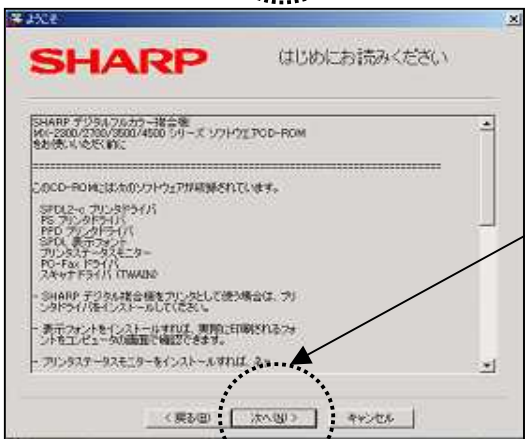 ようこそ
SHARP
はじめにお読みください
SHARP デジタルフルカラー複合機
MX-2300/2700/3500/4500 シリーズ ソフトウェアCD-ROM
をお使いいただく前に
このCD-ROMには次のソフトウェアが収録されています。
SPDL2-c プリンタドライバ
PS プリンタドライバ
PPD プリンタドライバ
SPDL 表示フォント
プリンタステータスモニター
PC-Fax ドライバ
スキャナドライバ (TWAIN)
- SHARP デジタル複合機をプリンタとして使う場合は、プリ
ンタドライバをインストールしてください。
- 表示フォントをインストールすれば、実際に印刷されるフォ
ントをコンピュータの画面で確認できます。
- プリンタステータスモニターをインストールすれば、ネッ
< 戻る(B)
次へ(N) >
キャンセル